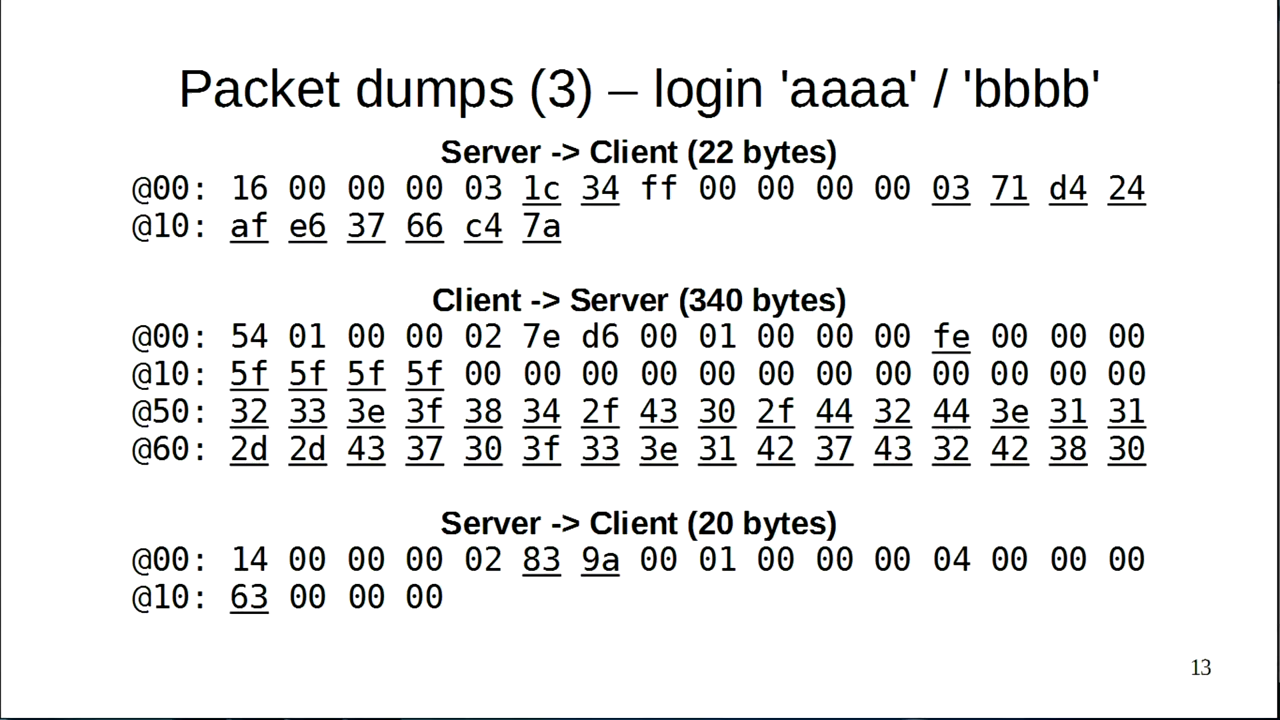 Packet dumps (3) – login 'aaaa' / 'bbbb'
Server -> Client (22 bytes)
@00: 16 00 00 00 03 1c 34 ff 00 00 00 00 03 71 d4 24
@10: af e6 37 66 c4 7a
Client -> Server (340 bytes)
@00: 54 01 00 00 02 7e d6 00 01 00 00 00 fe 00 00 00
@10: 5f 5f 5f 5f 00 00 00 00 00 00 00 00 00 00 00 00
@50: 32 33 3e 3f 38 34 2f 43 30 2f 44 32 44 3e 31 31
@60: 2d 2d 43 37 30 3f 33 3e 31 42 37 43 32 42 38 30
Server -> Client (20 bytes)
@00: 14 00 00 00 02 83 9a 00 01 00 00 00 04 00 00 00
@10: 63 00 00 00
13